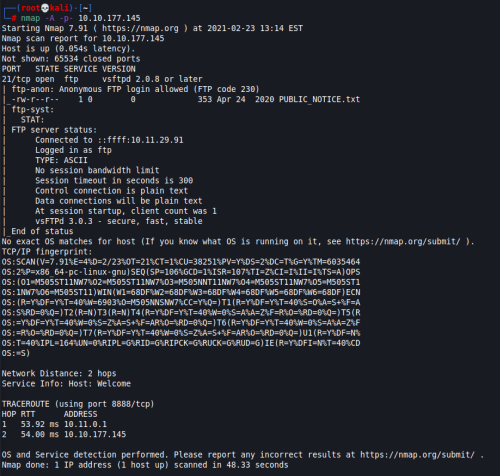 ┌──(root💀kali)-[~]
└─# nmap -A -p- 10.10.177.145
Starting Nmap 7.91 ( https://nmap.org ) at 2021-02-23 13:14 EST
Nmap scan report for 10.10.177.145
Host is up (0.054s latency).
Not shown: 65534 closed ports
PORT   STATE SERVICE VERSION
21/tcp open  ftp     vsftpd 2.0.8 or later
| ftp-anon: Anonymous FTP login allowed (FTP code 230)
|_-rw-r--r--    1 0        0             353 Apr 24  2020 PUBLIC_NOTICE.txt
| ftp-syst:
|   STAT:
| FTP server status:
|      Connected to ::ffff:10.11.29.91
|      Logged in as ftp
|      TYPE: ASCII
|      No session bandwidth limit
|      Session timeout in seconds is 300
|      Control connection is plain text
|      Data connections will be plain text
|      At session startup, client count was 1
|      vsFTPd 3.0.3 - secure, fast, stable
|_End of status
No exact OS matches for host (If you know what OS is running on it, see https://nmap.org/submit/ ).
TCP/IP fingerprint:
OS:SCAN(V=7.91%E=4%D=2/23%OT=21%CT=1%CU=38251%PV=Y%DS=2%DC=T%G=Y%TM=6035464
OS:2%P=x86_64-pc-linux-gnu)SEQ(SP=106%GCD=1%ISR=107%TI=Z%CI=I%II=I%TS=A)OPS
OS:(O1=M505ST11NW7%O2=M505ST11NW7%O3=M505NNT11NW7%O4=M505ST11NW7%O5=M505ST1
OS:1NW7%O6=M505ST11)WIN(W1=68DF%W2=68DF%W3=68DF%W4=68DF%W5=68DF%W6=68DF)ECN
OS:(R=Y%DF=Y%T=40%W=6903%O=M505NNSNW7%CC=Y%Q=)T1(R=Y%DF=Y%T=40%S=O%A=S+%F=A
OS:S%RD=0%Q=)T2(R=N)T3(R=N)T4(R=Y%DF=Y%T=40%W=0%S=A%A=Z%F=R%O=%RD=0%Q=)T5(R
OS:=Y%DF=Y%T=40%W=0%S=Z%A=S+%F=AR%O=%RD=0%Q=)T6(R=Y%DF=Y%T=40%W=0%S=A%A=Z%F
OS:=R%O=%RD=0%Q=)T7(R=Y%DF=Y%T=40%W=0%S=Z%A=S+%F=AR%O=%RD=0%Q=)U1(R=Y%DF=N%
OS:T=40%IPL=164%UN=0%RIPL=G%RID=G%RIPCK=G%RUCK=G%RUD=G)IE(R=Y%DFI=N%T=40%CD
OS:=S)
Network Distance: 2 hops
Service Info: Host: Welcome
TRACEROUTE (using port 8888/tcp)
HOP RTT      ADDRESS
1   53.92 ms 10.11.0.1
2   54.00 ms 10.10.177.145
OS and Service detection performed. Please report any incorrect results at https://nmap.org/submit/ .
Nmap done: 1 IP address (1 host up) scanned in 48.33 seconds